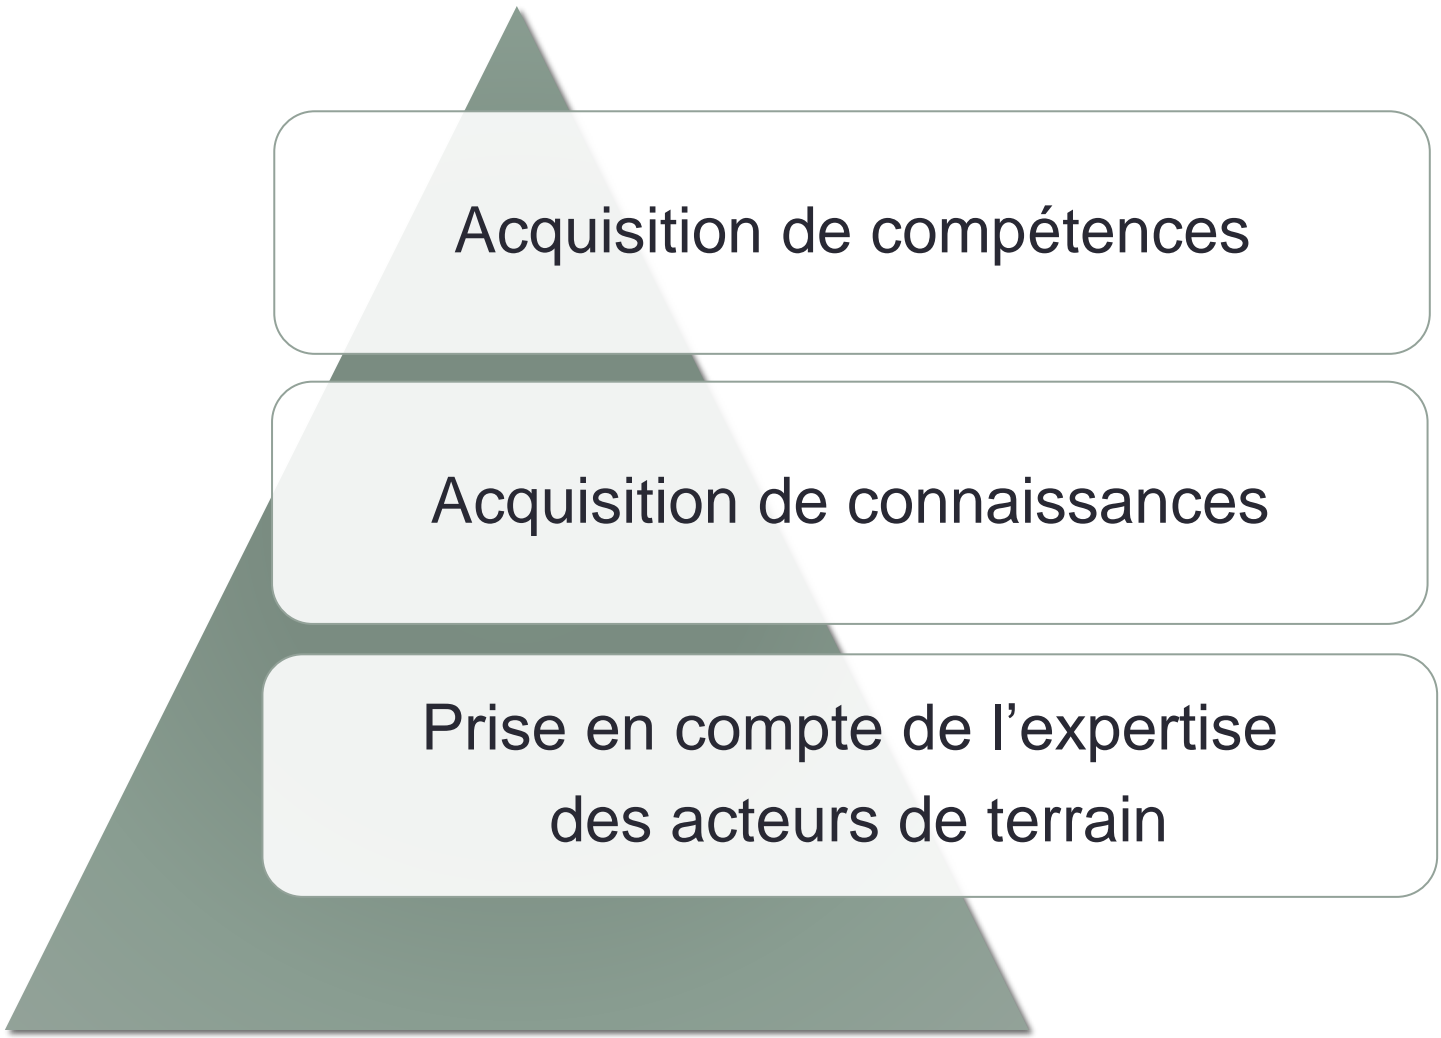 Acquisition de compétences
Acquisition de connaissances
Prise en compte de l’expertise
des acteurs de terrain